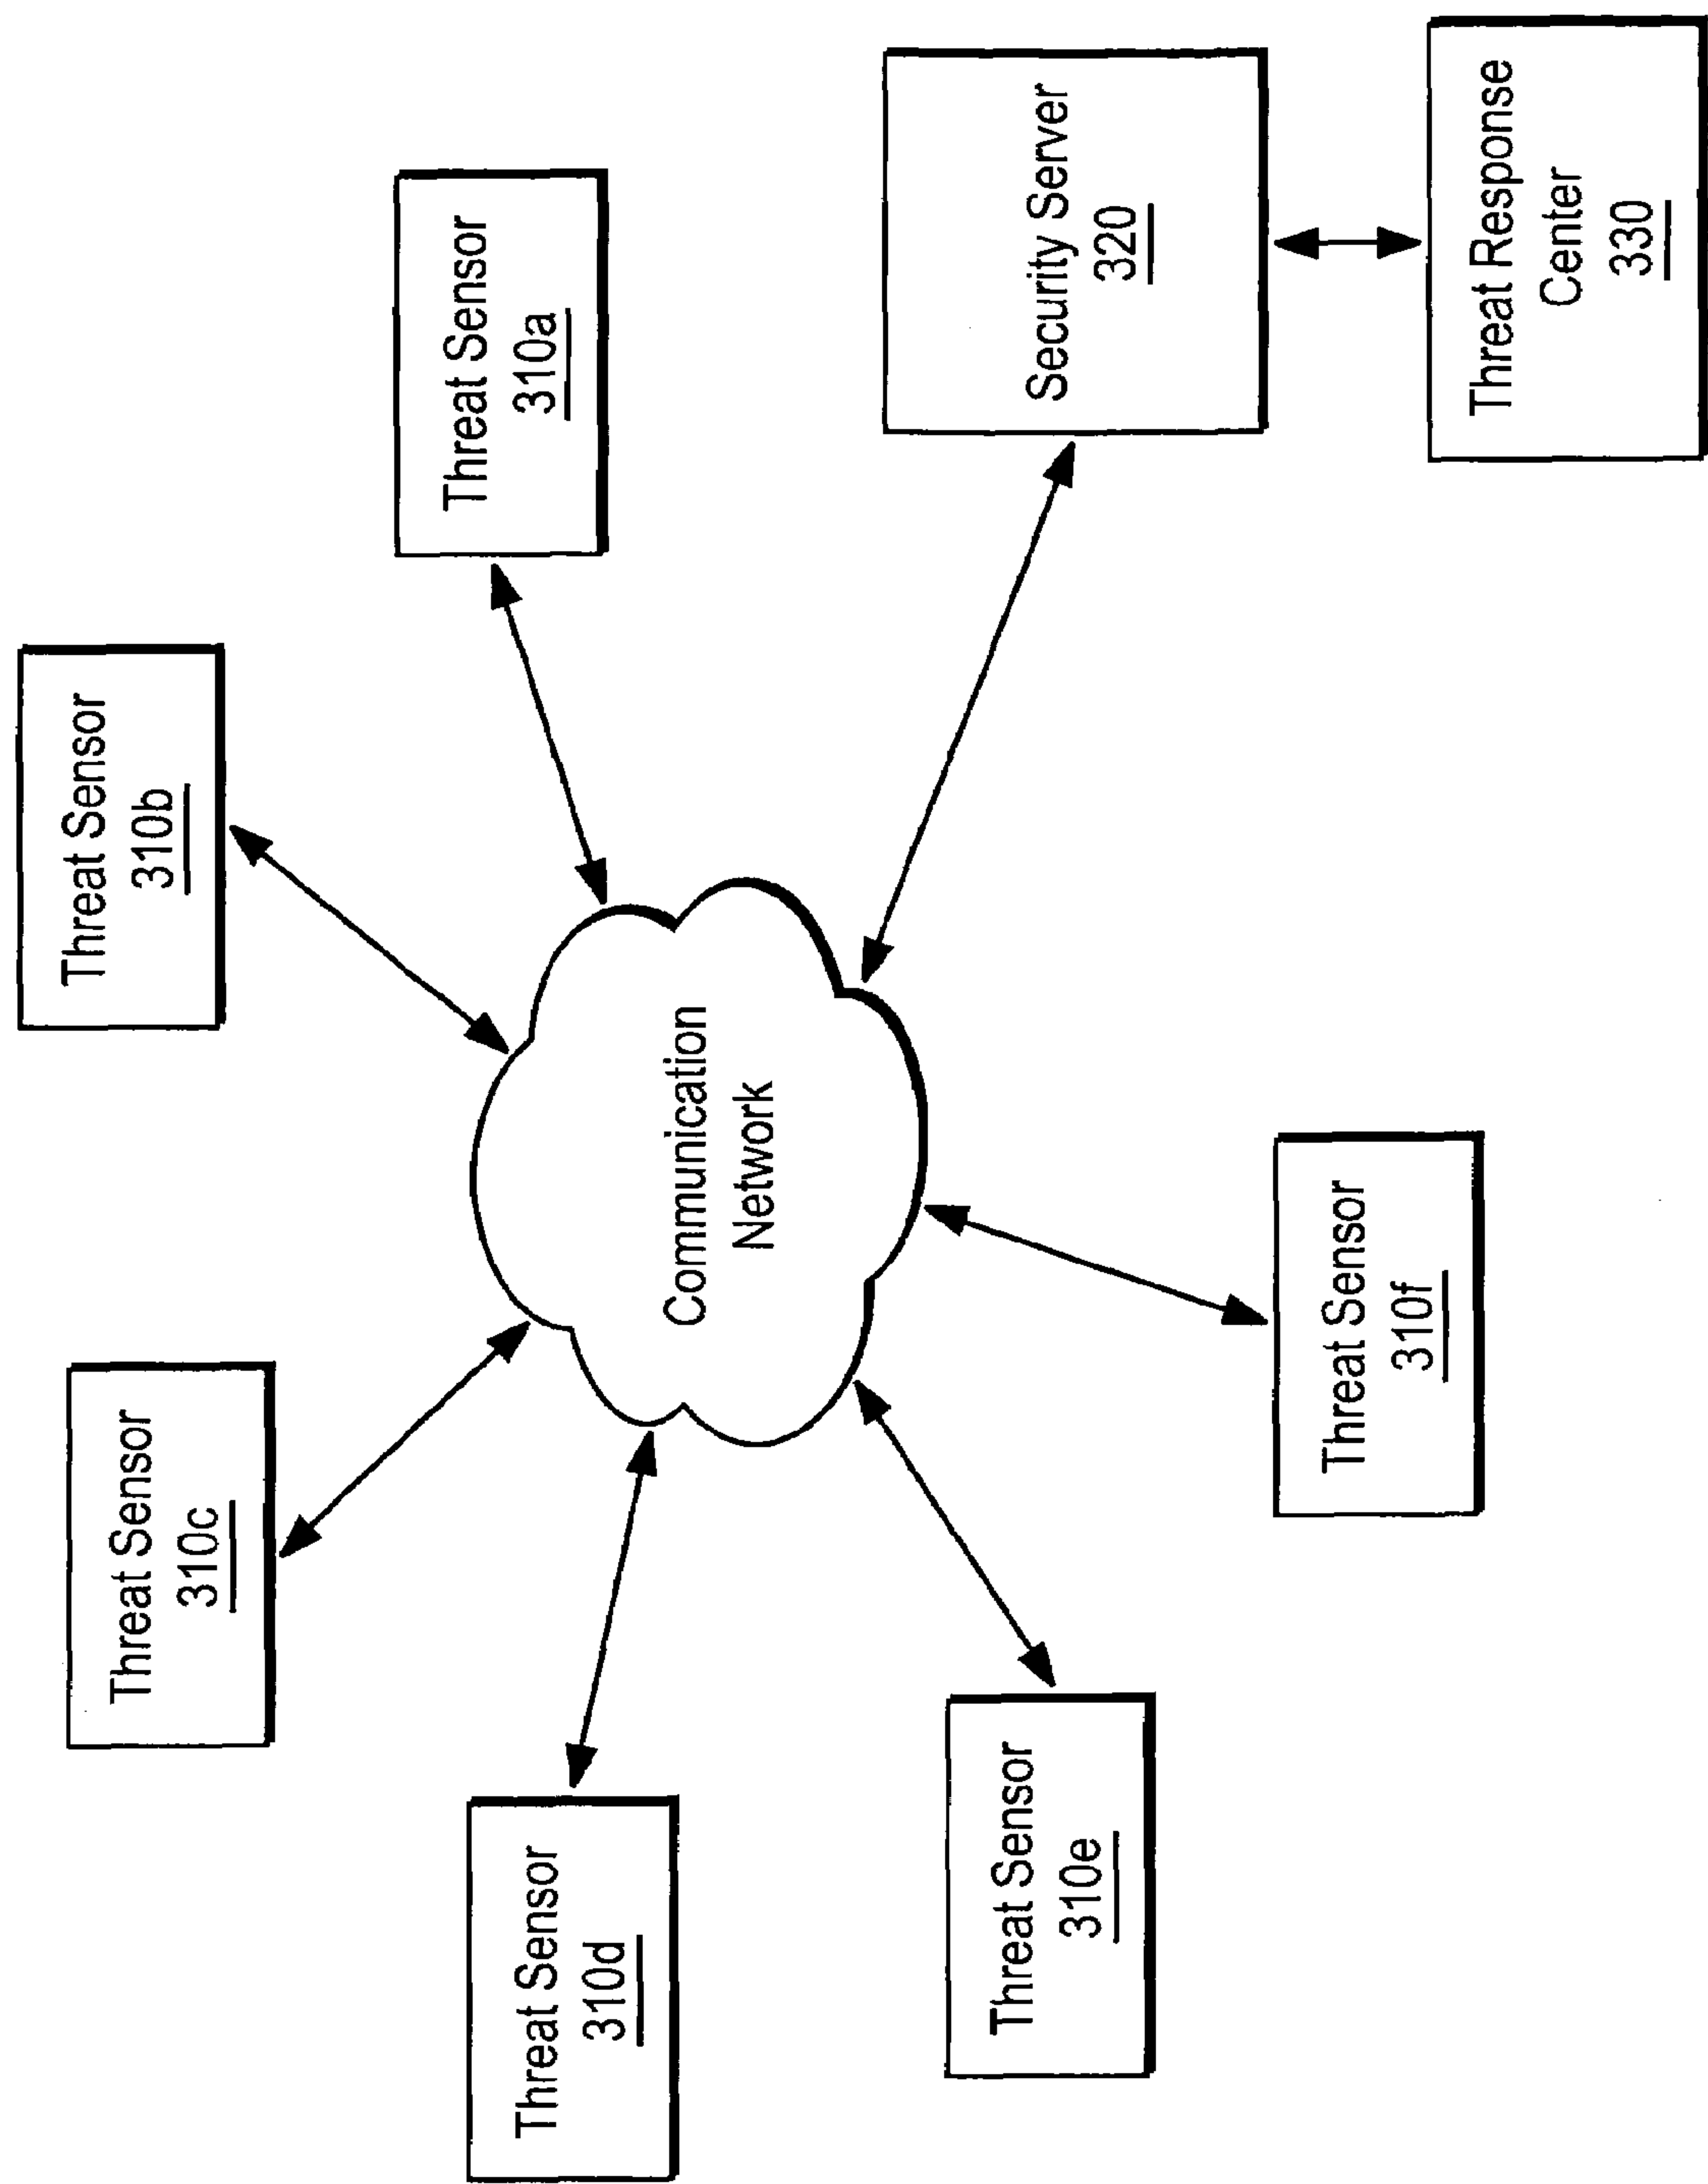 Threat Sensor
310c
Threat Sensor
310b
Threat Sensor
310d
Threat Sensor
310a
Communication
Network
Threat Sensor
310e
Security Server
320
Threat Sensor
310f
Threat Response
Center
330